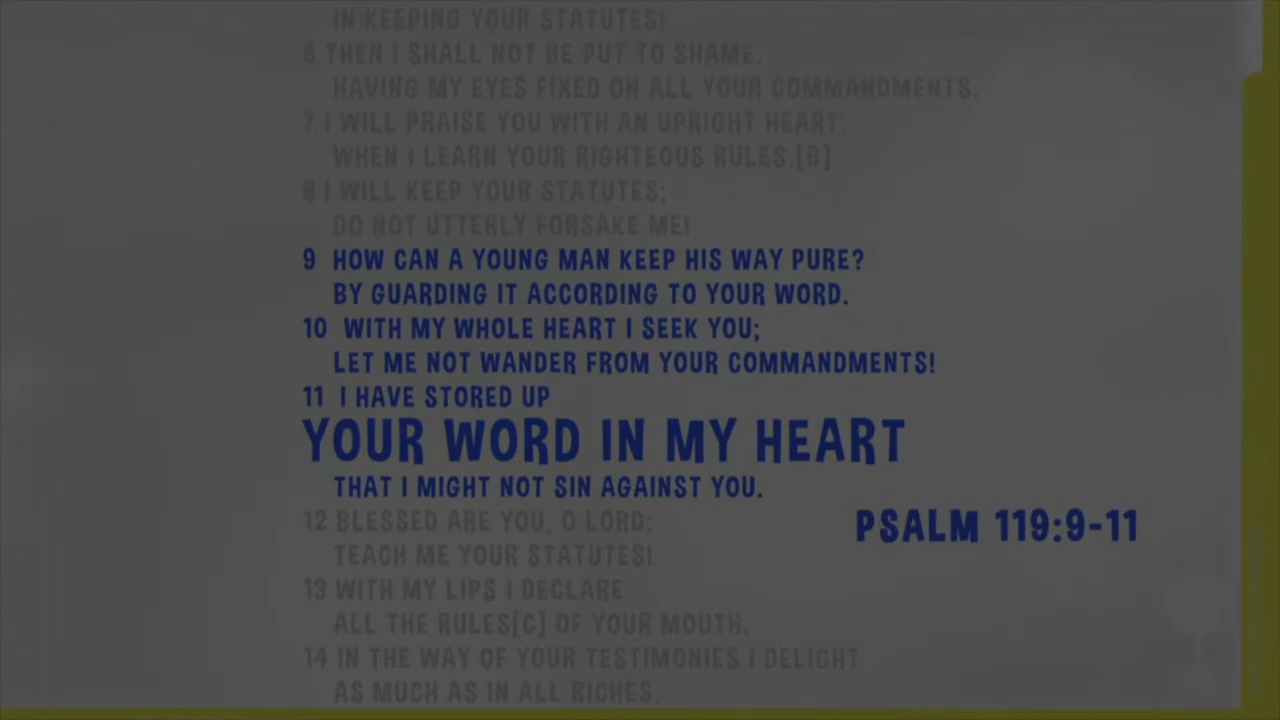 IN KEEPING YOUR STATUTES!
6 THEN I SHALL NOT BE PUT TO SHAME,
HAVING MY EYES FIXED ON ALL YOUR COMMANDMENTS.
7 I WILL PRAISE YOU WITH AN UPRIGHT HEART,
WHEN I LEARN YOUR RIGHTEOUS RULES.[B]
8 I WILL KEEP YOUR STATUTES;
DO NOT UTTERLY FORSAKE ME!
9 HOW CAN A YOUNG MAN KEEP HIS WAY PURE?
BY GUARDING IT ACCORDING TO YOUR WORD.
10 WITH MY WHOLE HEART I SEEK YOU;
LET ME NOT WANDER FROM YOUR COMMANDMENTS!
11 I HAVE STORED UP
YOUR WORD IN MY HEART
THAT I MIGHT NOT SIN AGAINST YOU.
12 BLESSED ARE YOU, O LORD;
PSALM 119:9-11
TEACH ME YOUR STATUTES!
13 WITH MY LIPS I DECLARE
ALL THE RULES[C] OF YOUR MOUTH.
14 IN THE WAY OF YOUR TESTIMONIES I DELIGHT
AS MUCH AS IN ALL RICHES.